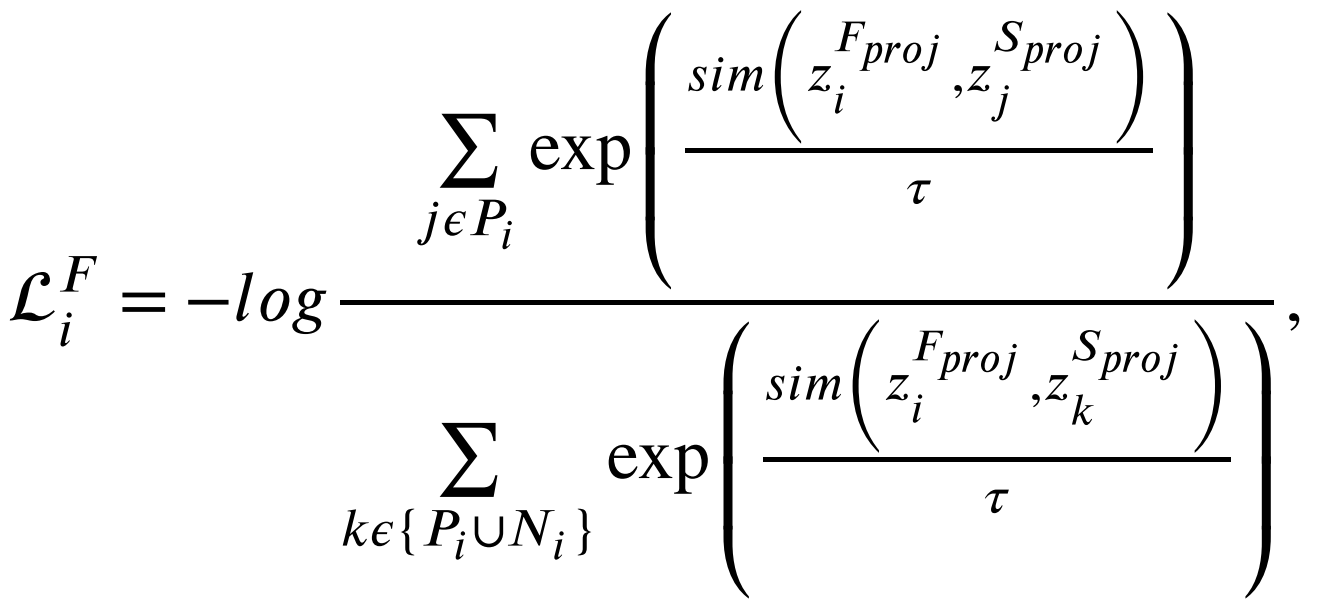 \mathcal{L}_i^F = -log \frac{\sum_{j \epsilon P_i} \exp\left(\frac{sim\left(z_i^{F_{proj}}, z_j^{S_{proj}}\right)}{\tau}\right)}{\sum_{k \epsilon \{P_i \cup N_i\}} \exp\left(\frac{sim\left(z_i^{F_{proj}}, z_k^{S_{proj}}\right)}{\tau}\right)},